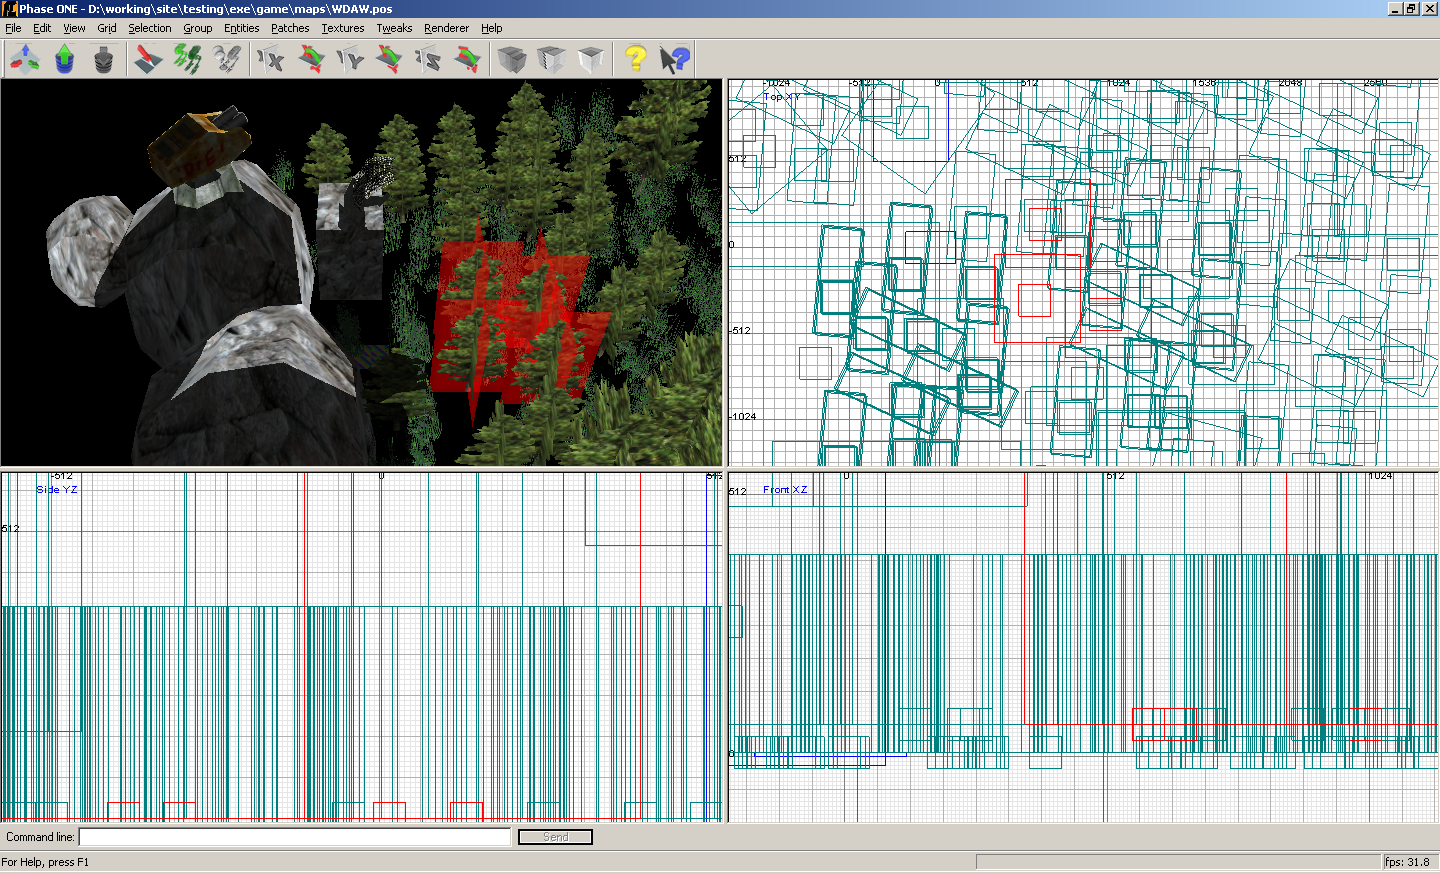 Phase ONE - D:\working\site\testing\exe\game\maps\WDAW.pos
File Edit View Grid Selection Group Entities Patches Textures Tweaks Renderer Help
X Y Z
-1024 -512 0 512 1024 1536 2048 2560
Top XY
512
0
-512
-1024
-512 0 512
Side YZ
512
0 512 1024
512 Front XZ
0
Command line: Send
For Help, press F1 fps: 31.8